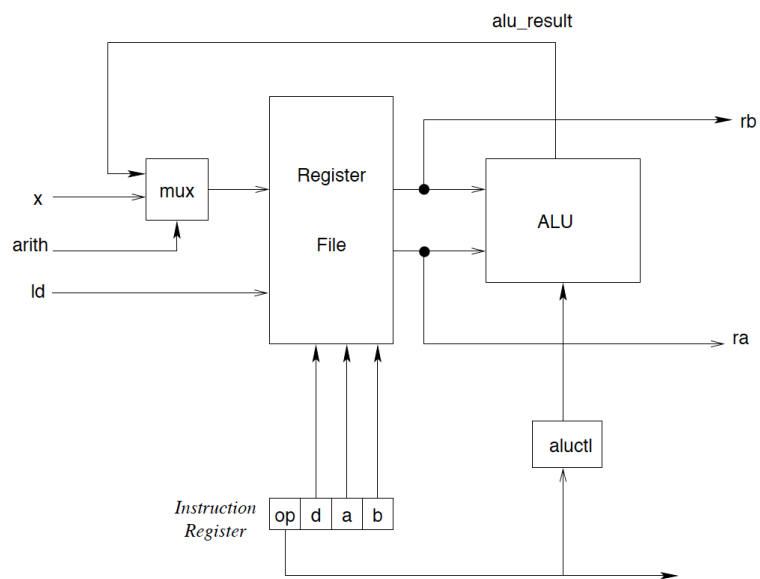 alu_result
rb
Register
mux
x
ALU
arith
File
ld
ra
aluctl
Instruction
Register
op d a b